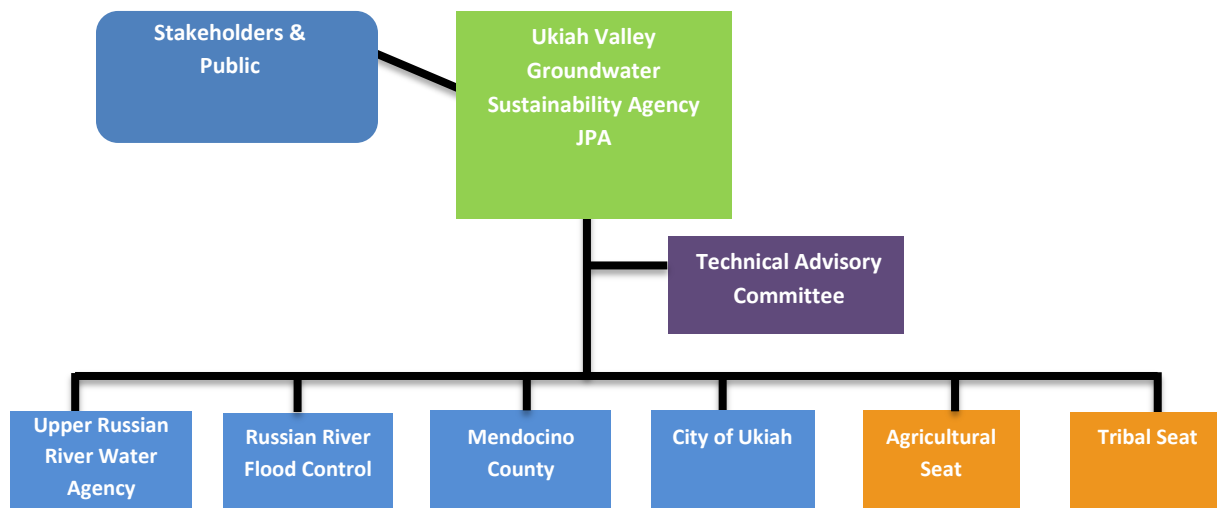 Stakeholders &
Public
Ukiah Valley
Groundwater
Sustainability Agency
JPA
Technical Advisory
Committee
Upper Russian
River Water
Agency
Russian River
Flood Control
Mendocino
County
City of Ukiah
Agricultural
Seat
Tribal Seat